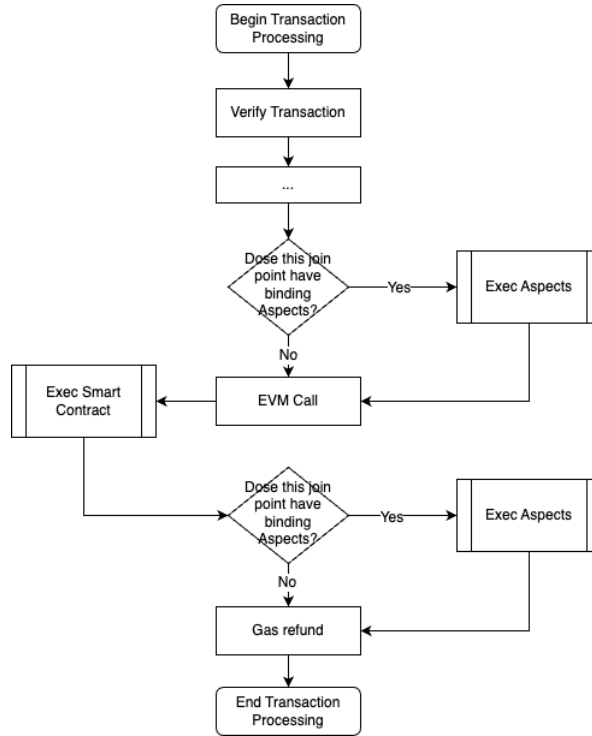 Begin Transaction
Processing
Verify Transaction
...
Dose this join
point have
binding
Aspects?
Yes
Exec Aspects
No
EVM Call
Exec Smart
Contract
Dose this join
point have
binding
Aspects?
Yes
Exec Aspects
No
Gas refund
End Transaction
Processing